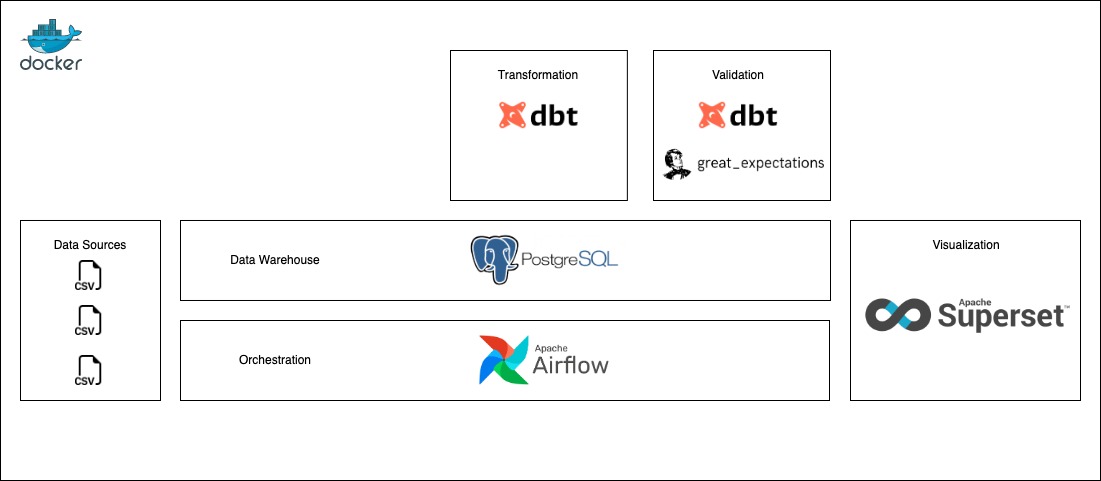 docker
Transformation
dbt
Validation
dbt
great_expectations
Data Sources
CSV
CSV
CSV
Data Warehouse
PostgreSQL
Orchestration
Apache
Airflow
Visualization
Apache
Superset™